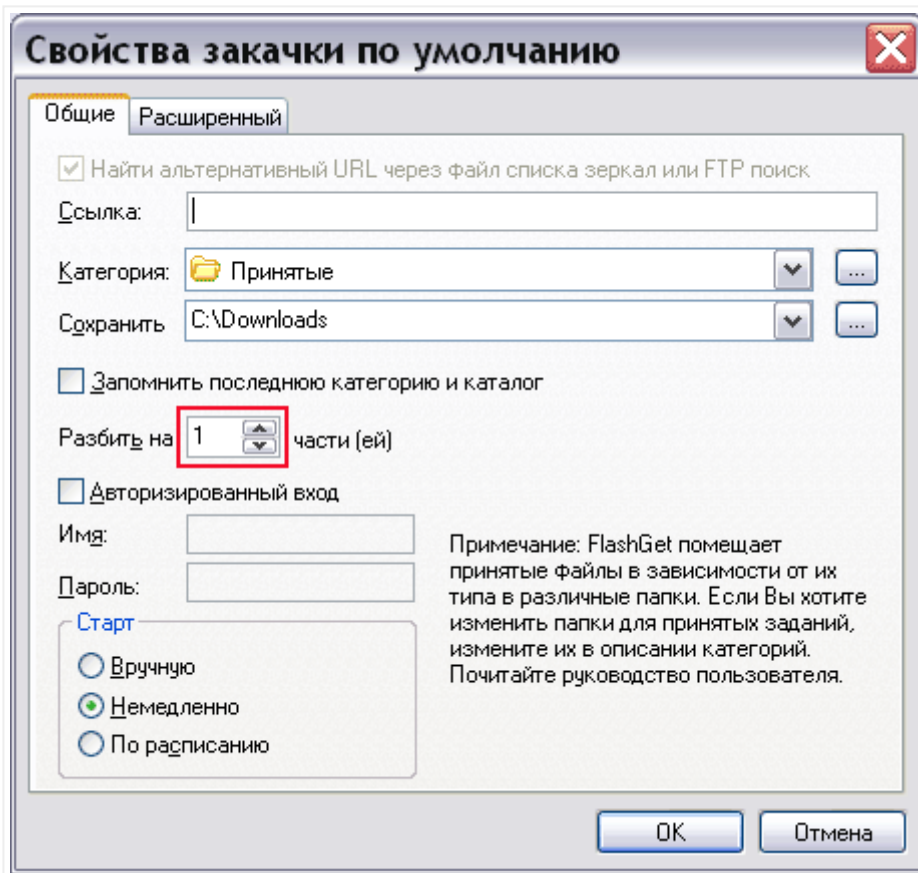 Свойства закачки по умолчанию
Общие Расширенный
Найти альтернативный URL через файл списка зеркал или FTP поиск
Ссылка:
Категория: Принятые ...
Сохранить C:\Downloads ...
Запомнить последнюю категорию и каталог
Разбить на 1 части (ей)
Авторизированный вход
Имя:
Пароль:
Примечание: FlashGet помещает
принятые файлы в зависимости от их
типа в различные папки. Если Вы хотите
изменить папки для принятых заданий,
измените их в описании категорий.
Почитайте руководство пользователя.
Старт
Вручную
Немедленно
По расписанию
OK Отмена